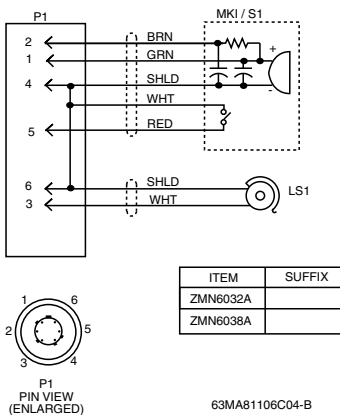 P1
MKI / S1
2 BRN
1 GRN
+
4 SHLD
-
WHT
5 RED
6 SHLD
LS1
3 WHT
ITEM SUFFIX
ZMN6032A
ZMN6038A
1 6
2 5
3 4
P1
PIN VIEW
(ENLARGED)
63MA81106C04-B